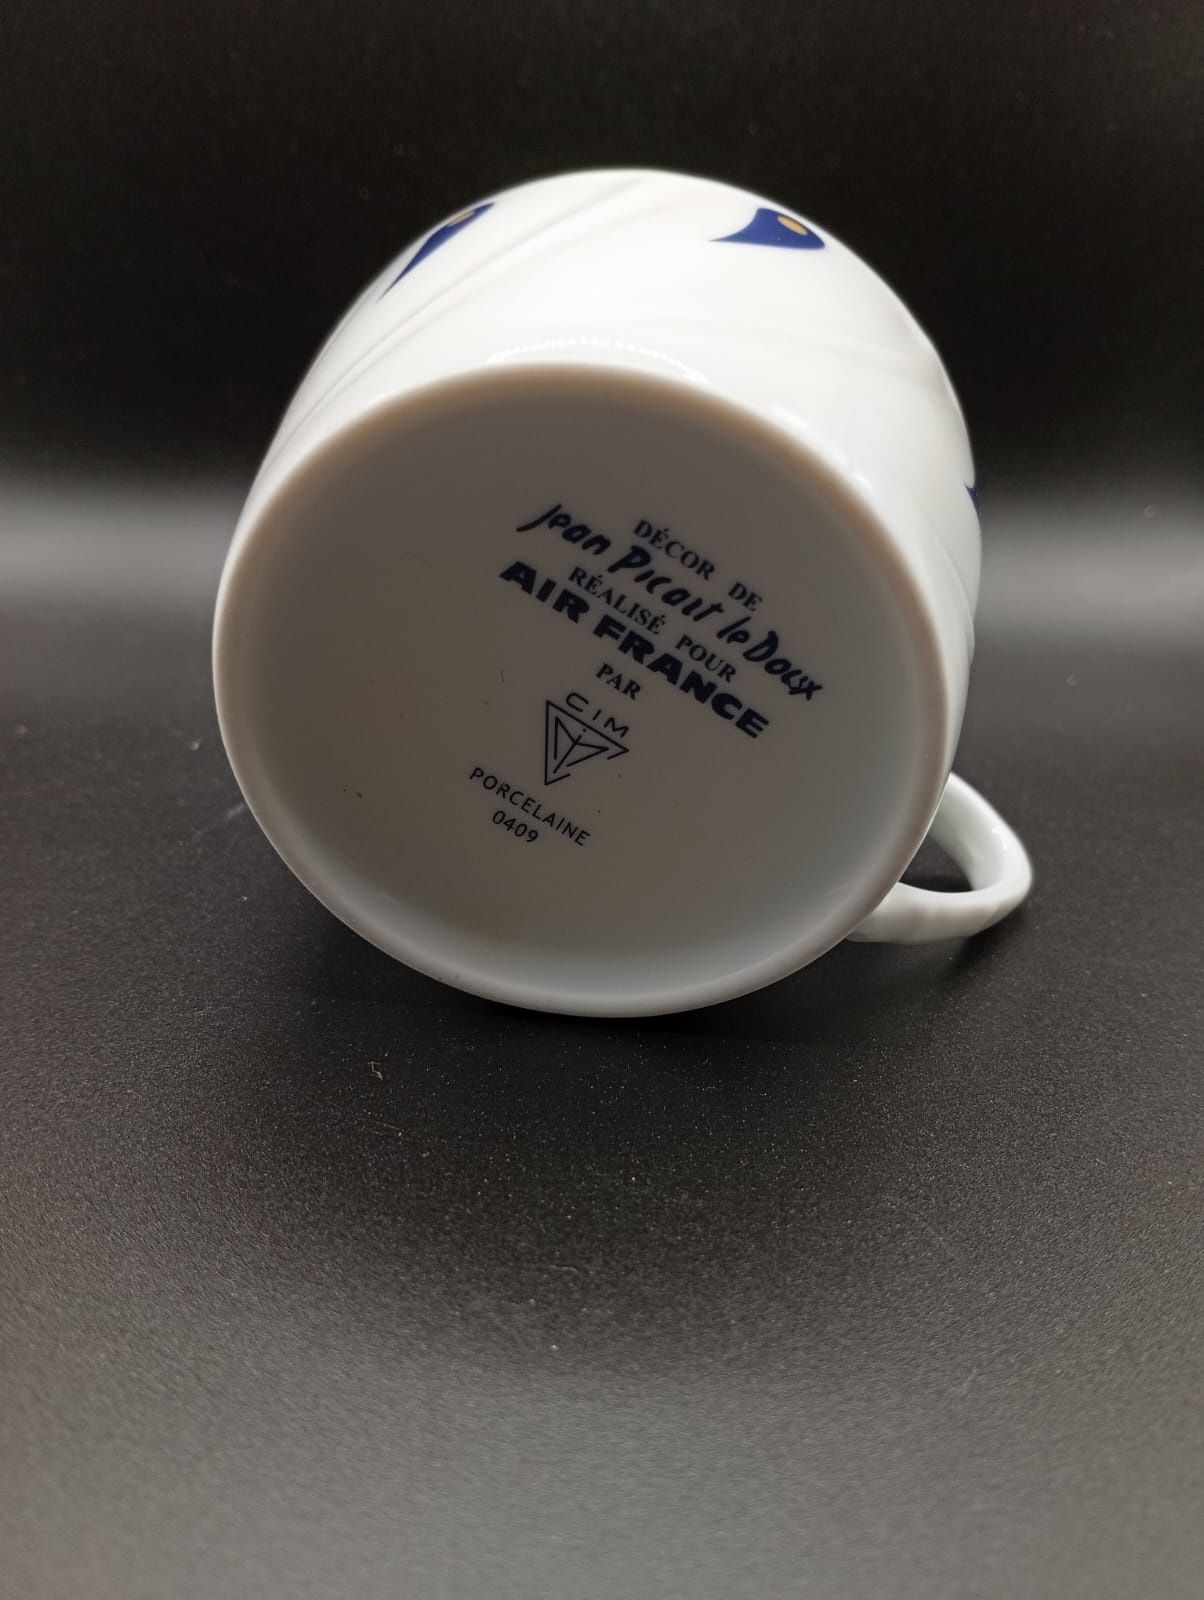 DÉCOR DE
Jean Picart le Doux
RÉALISÉ POUR
AIR FRANCE
PAR
CIM
PORCELAINE
0409